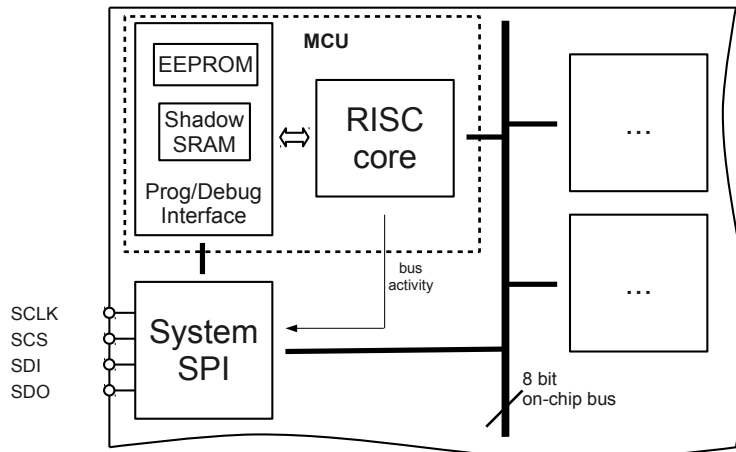 MCU
EEPROM
Shadow
SRAM
Prog/Debug
Interface
RISC
core
...
...
bus
activity
SCLK
SCS
SDI
SDO
System
SPI
8 bit
on-chip bus